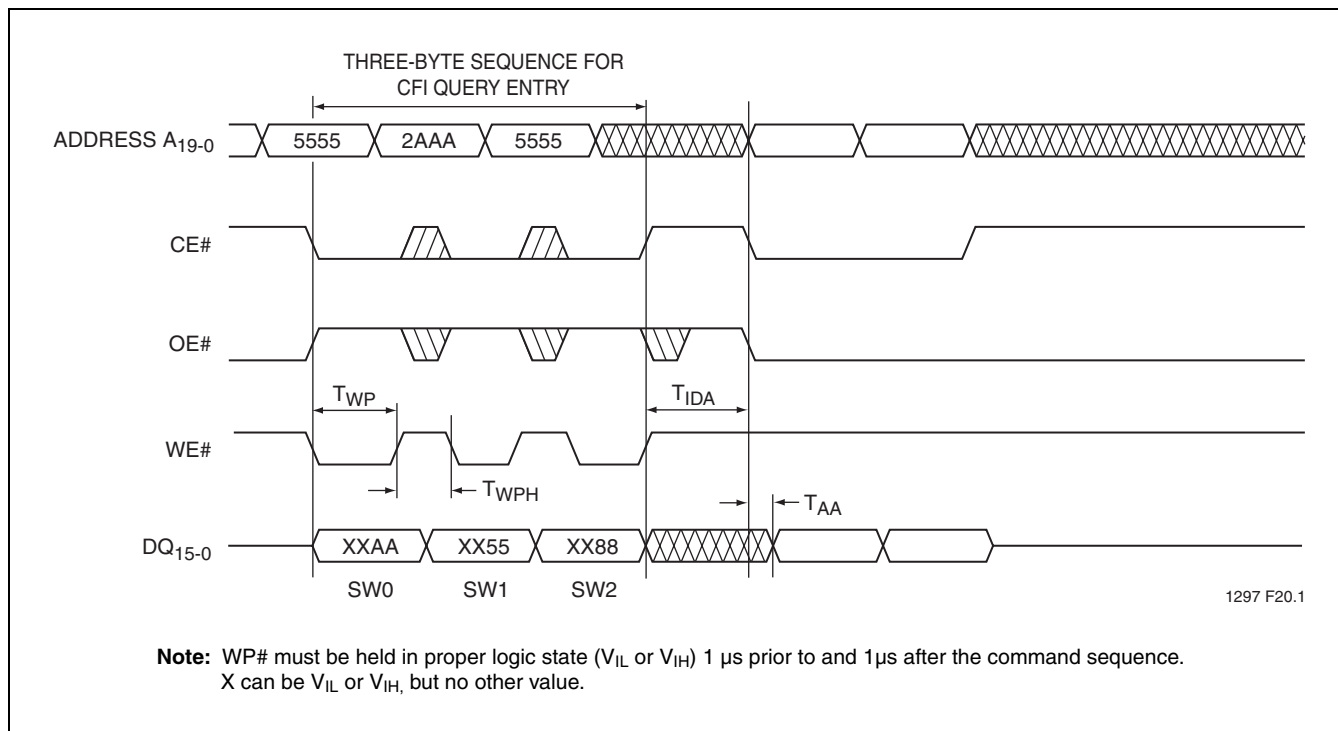 THREE-BYTE SEQUENCE FOR
CFI QUERY ENTRY
ADDRESS A19-0
5555
2AAA
5555
CE#
OE#
TWP
TIDA
WE#
TWPH
TAA
DQ15-0
XXAA
XX55
XX88
SW0
SW1
SW2
1297 F20.1
Note: WP# must be held in proper logic state (VIL or VIH) 1 µs prior to and 1µs after the command sequence.
X can be VIL or VIH, but no other value.